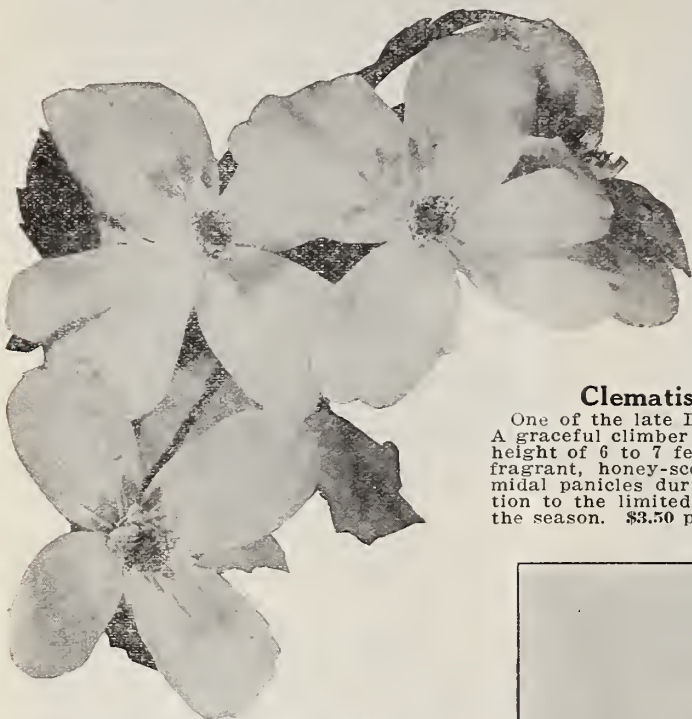 Clematis
One of the late
A graceful climber
height of 6 to 7 fe
fragrant, honey-sce
midal panicles dur
tion to the limited
the season. $3.50 p